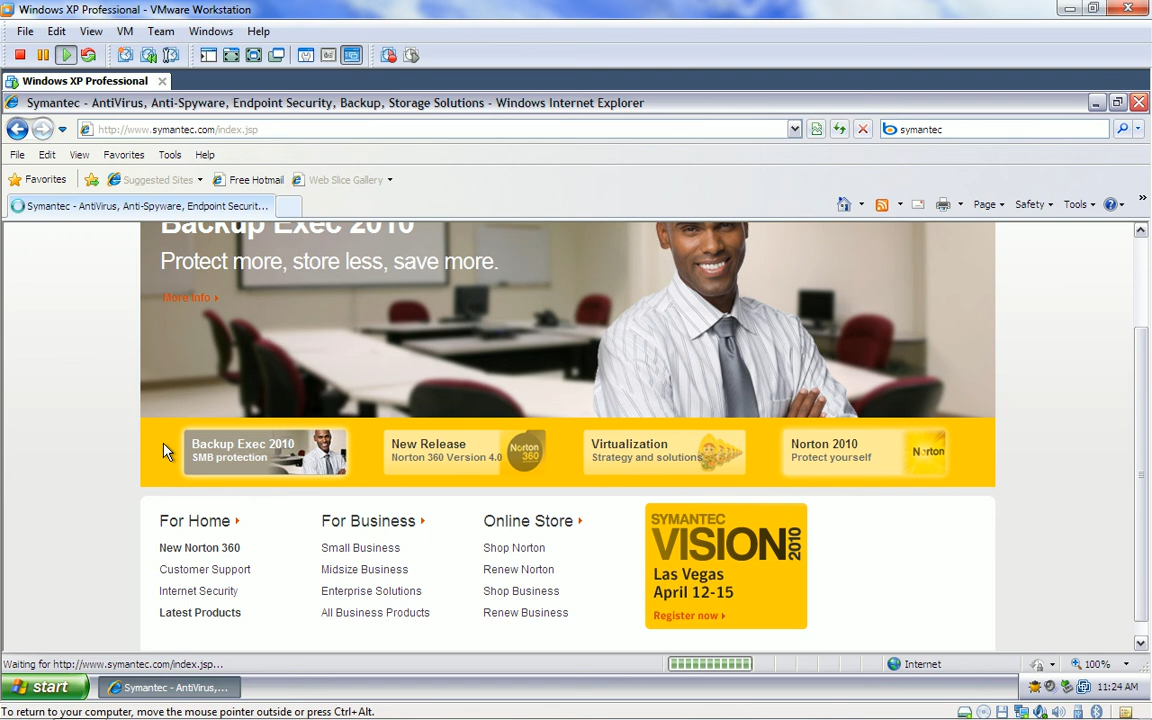 Windows XP Professional - VMware Workstation
File Edit View VM Team Windows Help
Windows XP Professional
Symantec - AntiVirus, Anti-Spyware, Endpoint Security, Backup, Storage Solutions - Windows Internet Explorer
http://www.symantec.com/index.jsp
symantec
File Edit View Favorites Tools Help
Favorites Suggested Sites Free Hotmail Web Slice Gallery
Symantec - AntiVirus, Anti-Spyware, Endpoint Securit...
Page Safety Tools »
Backup Exec 2010
Protect more, store less, save more.
More info
Backup Exec 2010
SMB protection
New Release
Norton 360 Version 4.0
Norton
360
Virtualization
Strategy and solutions
Norton 2010
Protect yourself
Norton
For Home
New Norton 360
Customer Support
Internet Security
Latest Products
For Business
Small Business
Midsize Business
Enterprise Solutions
All Business Products
Online Store
Shop Norton
Renew Norton
Shop Business
Renew Business
SYMANTEC
VISION 2010
Las Vegas
April 12-15
Register now
Waiting for http://www.symantec.com/index.jsp...
Internet
100%
start
Symantec - AntiVirus,...
11:24 AM
To return to your computer, move the mouse pointer outside or press Ctrl+Alt.